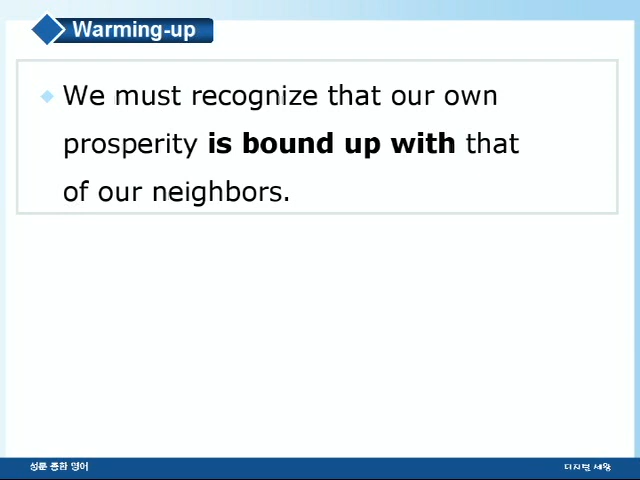 Warming-up
We must recognize that our own
prosperity is bound up with that
of our neighbors.
성문 종합 영어
디지털 세왕